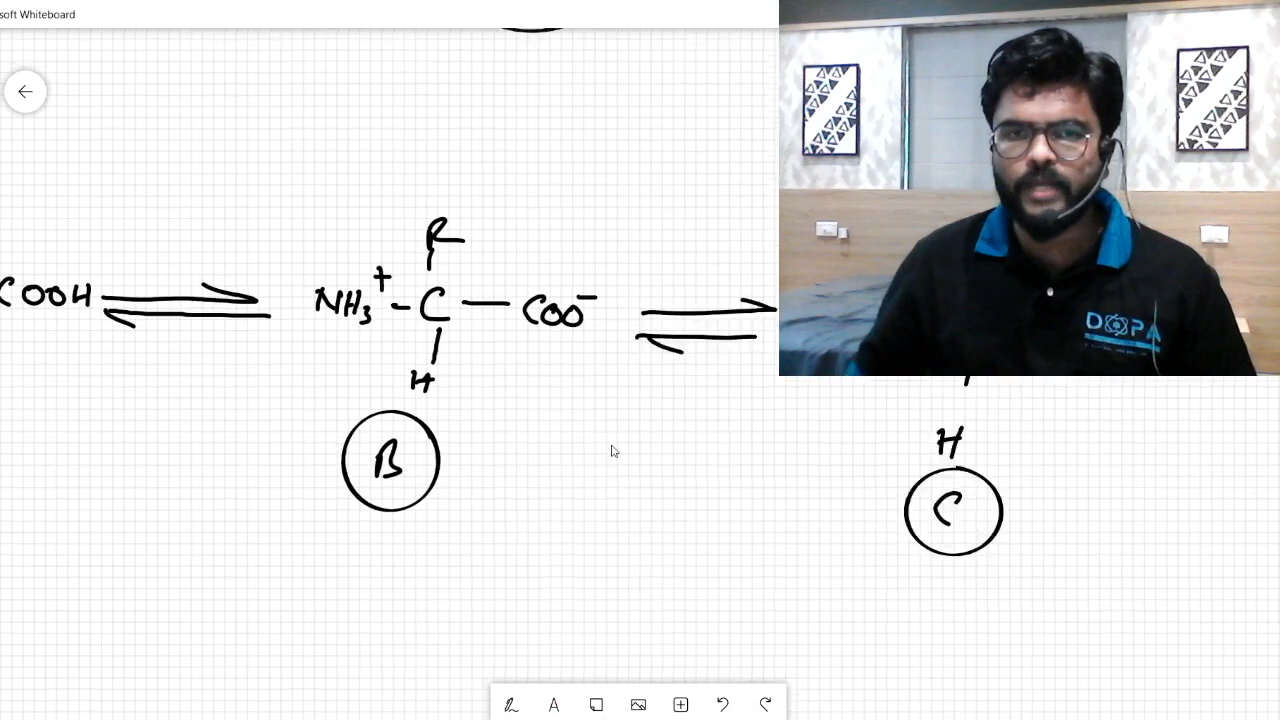 soft Whiteboard
R
COOH ⇌ NH₃⁺ - C — COO⁻ ⇌
H
B
H
C
DOPA
A